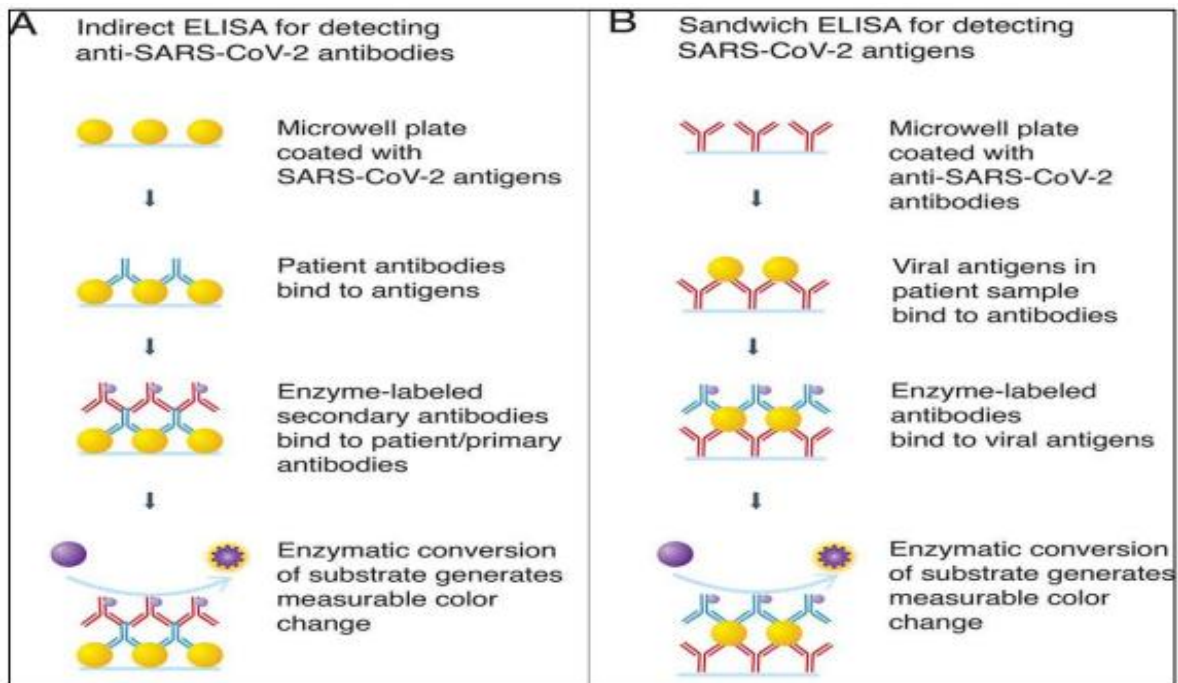 A
Indirect ELISA for detecting
anti-SARS-CoV-2 antibodies
Microwell plate
coated with
SARS-CoV-2 antigens
Patient antibodies
bind to antigens
Enzyme-labeled
secondary antibodies
bind to patient/primary
antibodies
Enzymatic conversion
of substrate generates
measurable color
change
B
Sandwich ELISA for detecting
SARS-CoV-2 antigens
Microwell plate
coated with
anti-SARS-CoV-2
antibodies
Viral antigens in
patient sample
bind to antibodies
Enzyme-labeled
antibodies
bind to viral antigens
Enzymatic conversion
of substrate generates
measurable color
change